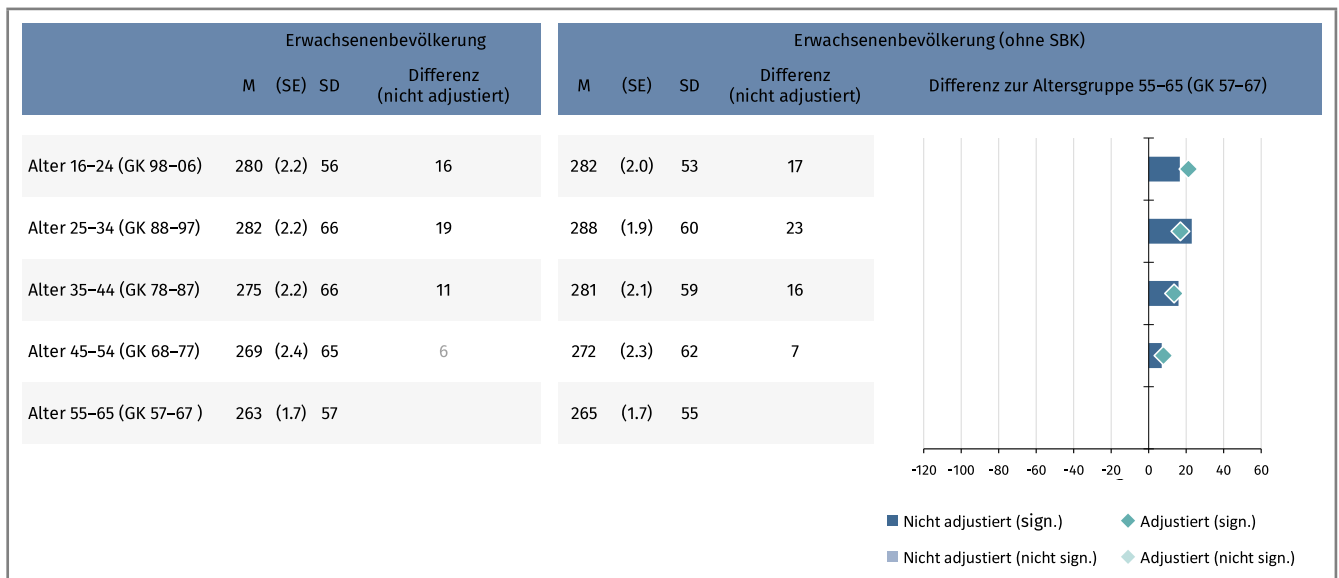 Erwachsenenbevölkerung
M (SE) SD Differenz (nicht adjustiert)
Erwachsenenbevölkerung (ohne SBK)
M (SE) SD Differenz (nicht adjustiert) Differenz zur Altersgruppe 55–65 (GK 57–67)
Alter 16–24 (GK 98–06) 280 (2.2) 56 16 282 (2.0) 53 17
Alter 25–34 (GK 88–97) 282 (2.2) 66 19 288 (1.9) 60 23
Alter 35–44 (GK 78–87) 275 (2.2) 66 11 281 (2.1) 59 16
Alter 45–54 (GK 68–77) 269 (2.4) 65 6 272 (2.3) 62 7
Alter 55–65 (GK 57–67 ) 263 (1.7) 57 265 (1.7) 55
-120 -100 -80 -60 -40 -20 0 20 40 60
Nicht adjustiert (sign.) Adjustiert (sign.)
Nicht adjustiert (nicht sign.) Adjustiert (nicht sign.)